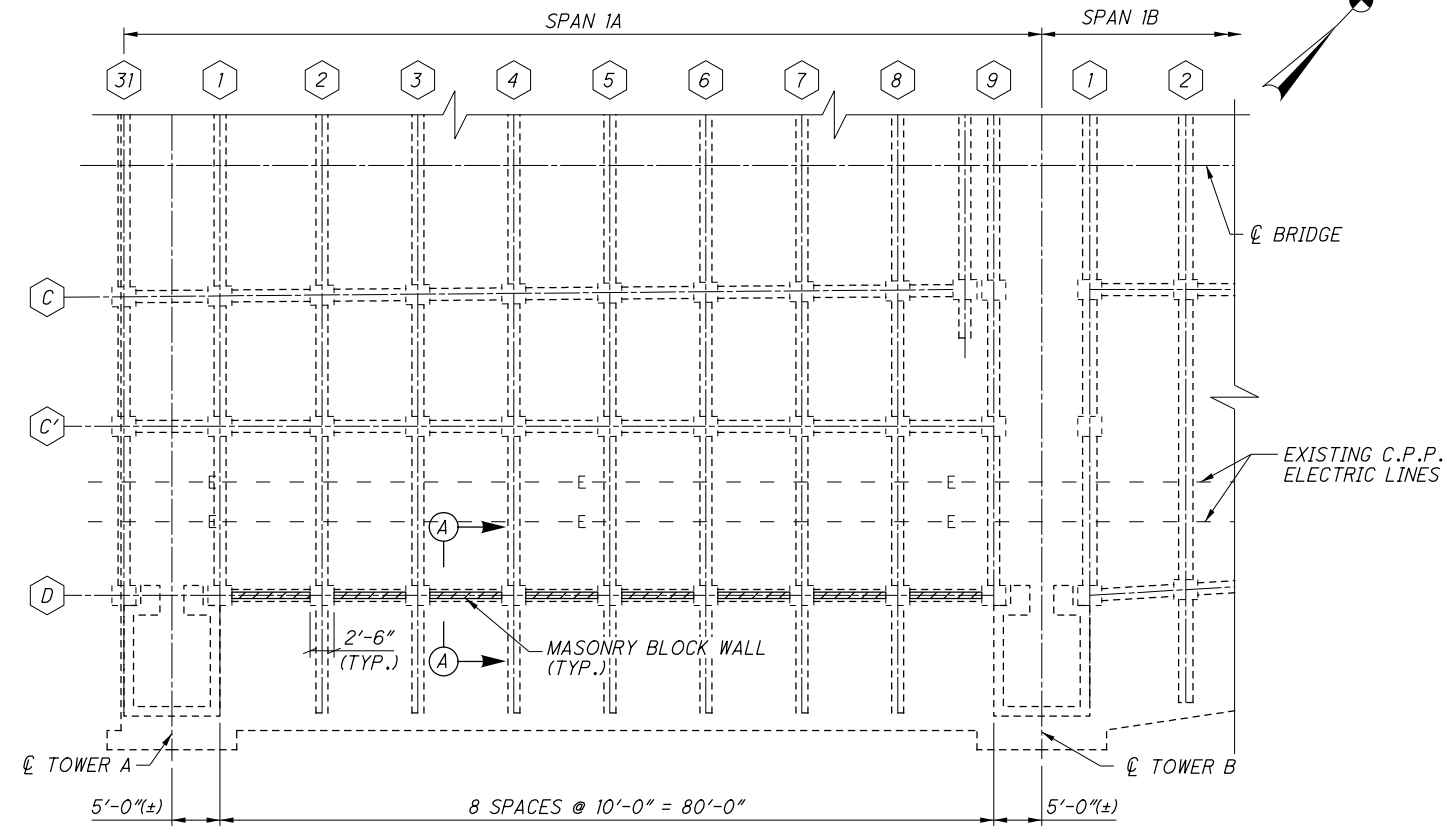 SPAN 1A
SPAN 1B
31 1 2 3 4 5 6 7 8 9 1 2
℄ BRIDGE
C
C'
EXISTING C.P.P.
ELECTRIC LINES
E E E
E E E
A
D
2'-6"
(TYP.)
A
MASONRY BLOCK WALL
(TYP.)
℄ TOWER A
℄ TOWER B
5'-0"(±)
8 SPACES @ 10'-0" = 80'-0"
5'-0"(±)